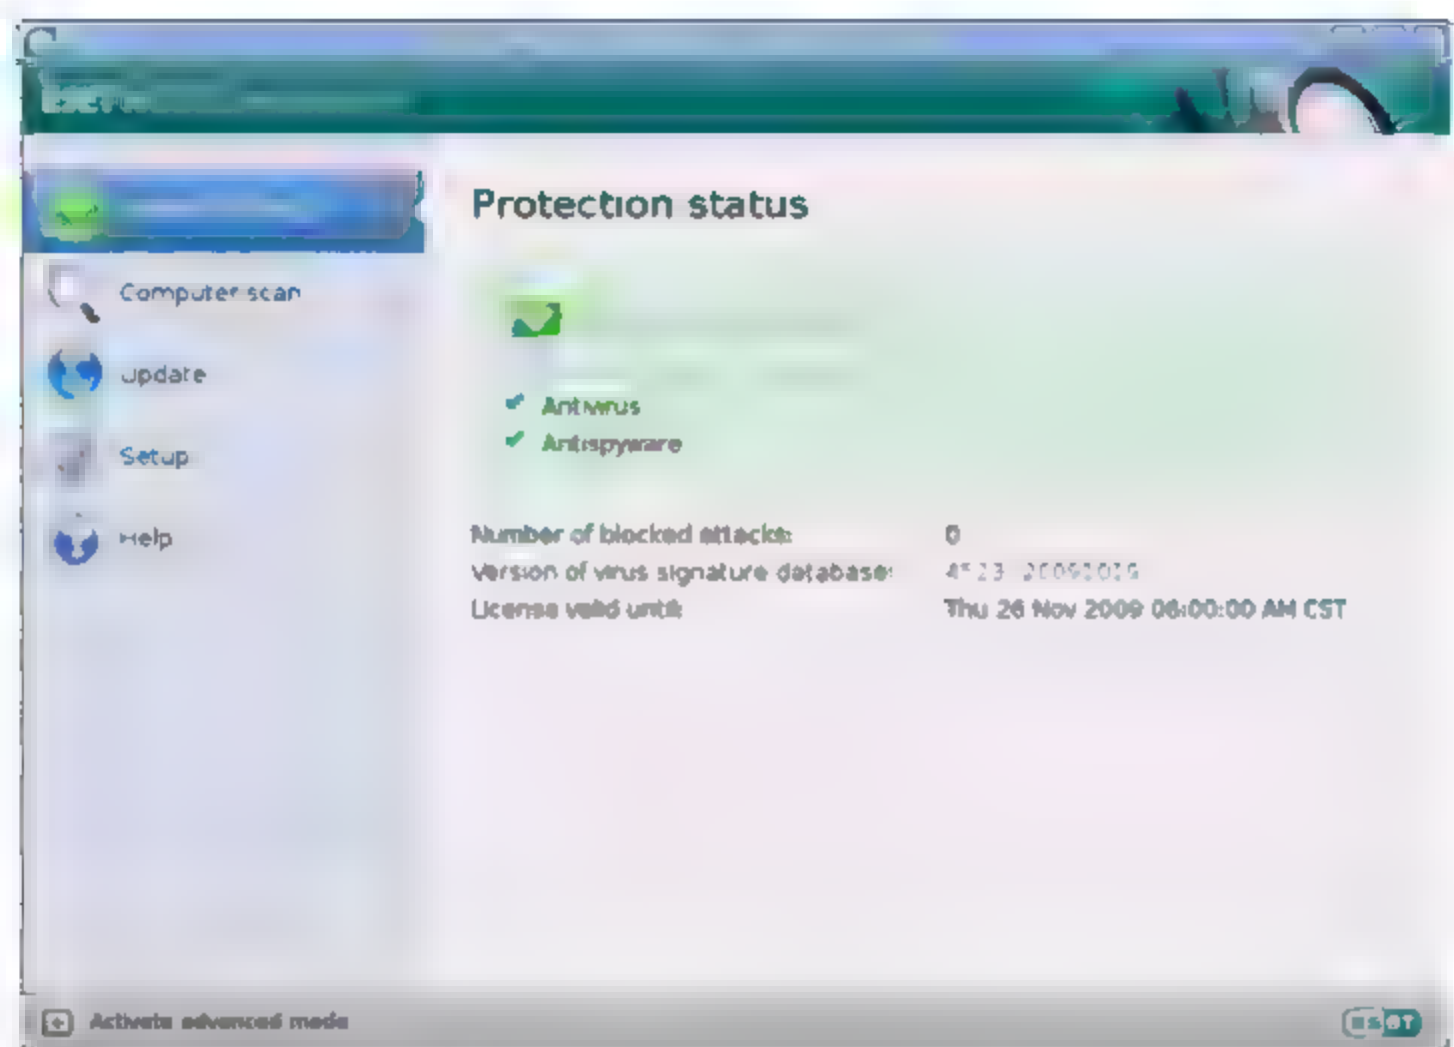 Protection status
Computer scan
Update
Antivirus
Antispyware
Setup
Help
Number of blocked attacks: 0
Version of virus signature database:
License valid until: Thu 26 Nov 2009 06:00:00 AM CST
Activate advanced mode
eseT